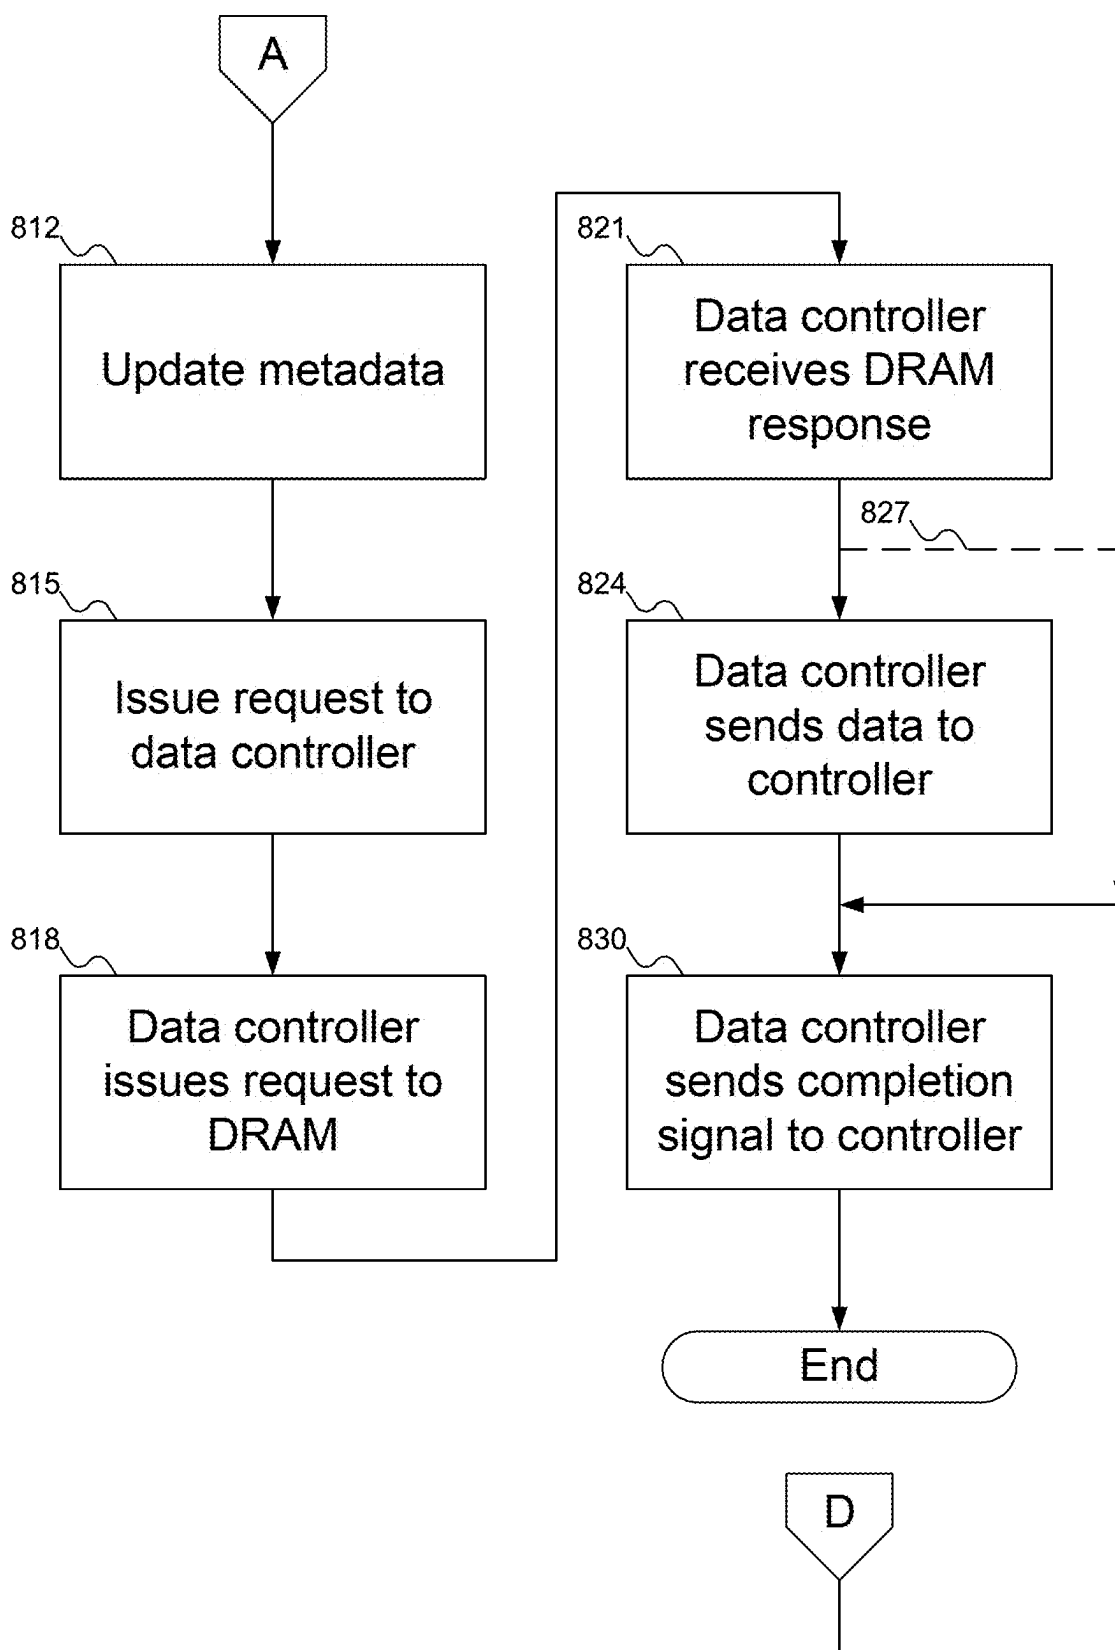 A
812
Update metadata
815
Issue request to
data controller
818
Data controller
issues request to
DRAM
821
Data controller
receives DRAM
response
827
824
Data controller
sends data to
controller
830
Data controller
sends completion
signal to controller
End
D